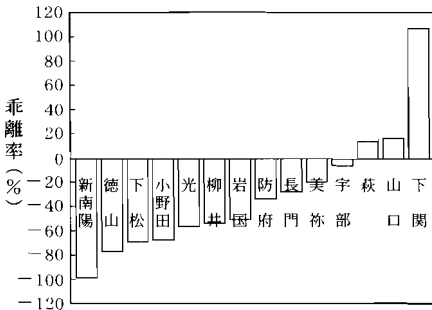 120
100
80
60
40
20
0
－20
－40
－60
－80
－100
－120
乖離率(%)
新南陽
徳山
下松
小野田
光
柳井
岩国
防府
長門
美祢
宇部
萩
山口
下関